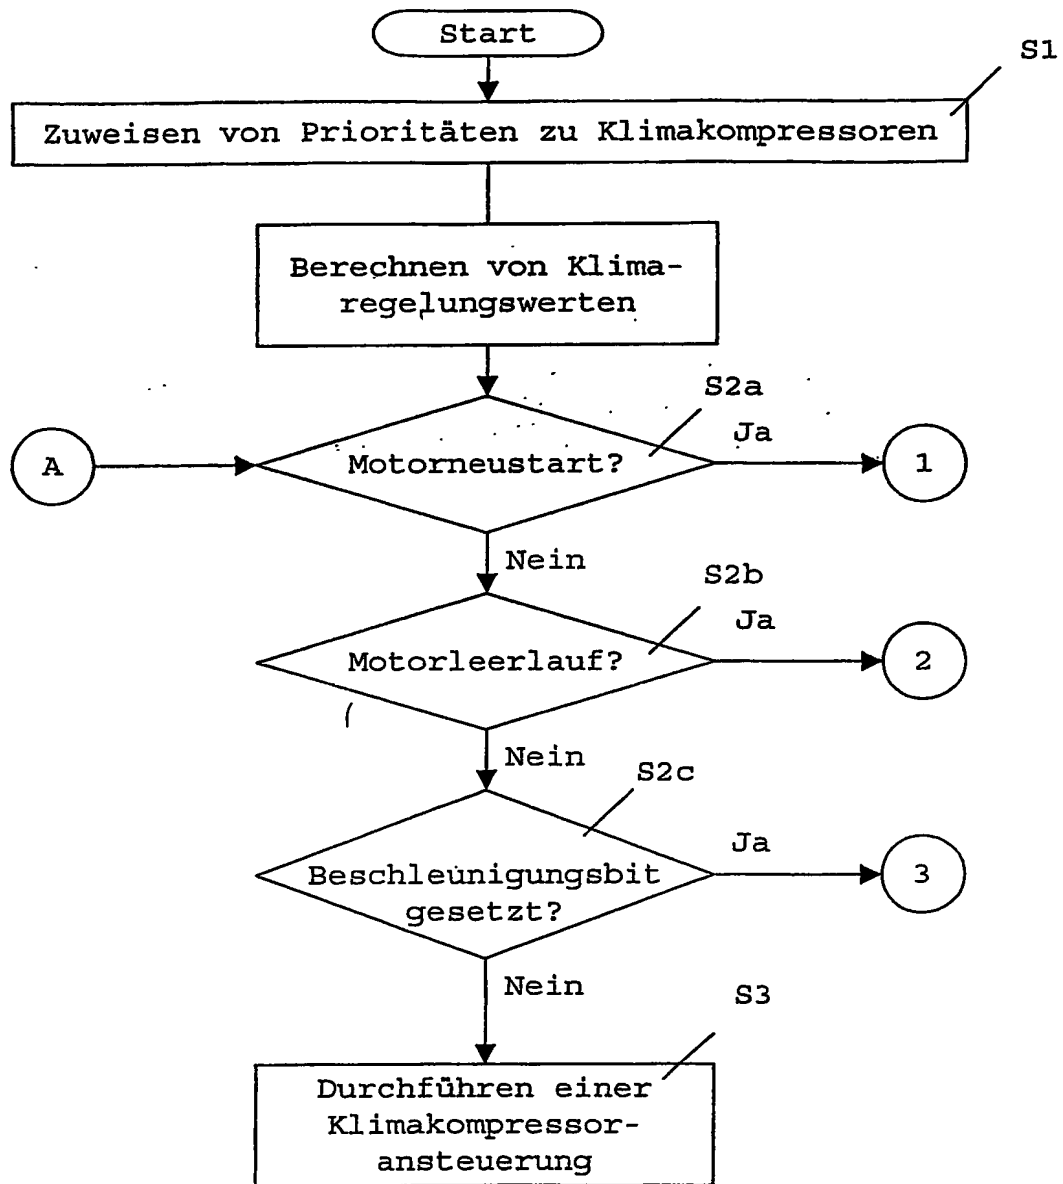 Start
S1
Zuweisen von Prioritäten zu Klimakompressoren
Berechnen von Klima-
regelungswerten
S2a
Ja
A
Motorneustart?
1
Nein
S2b
Ja
Motorleerlauf?
2
Nein
S2c
Ja
Beschleunigungsbit
gesetzt?
3
Nein
S3
Durchführen einer
Klimakompressor-
ansteuerung